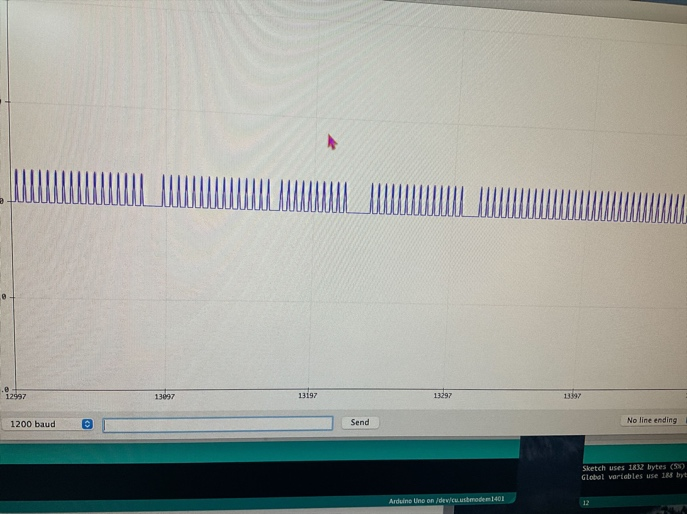 0
0
.0
12997
13097
13197
13297
13397
1200 baud
Send
No line ending
Sketch uses 1832 bytes (5%)
Global variables use 188 byt
Arduino Uno on /dev/cu.usbmodem1401
12